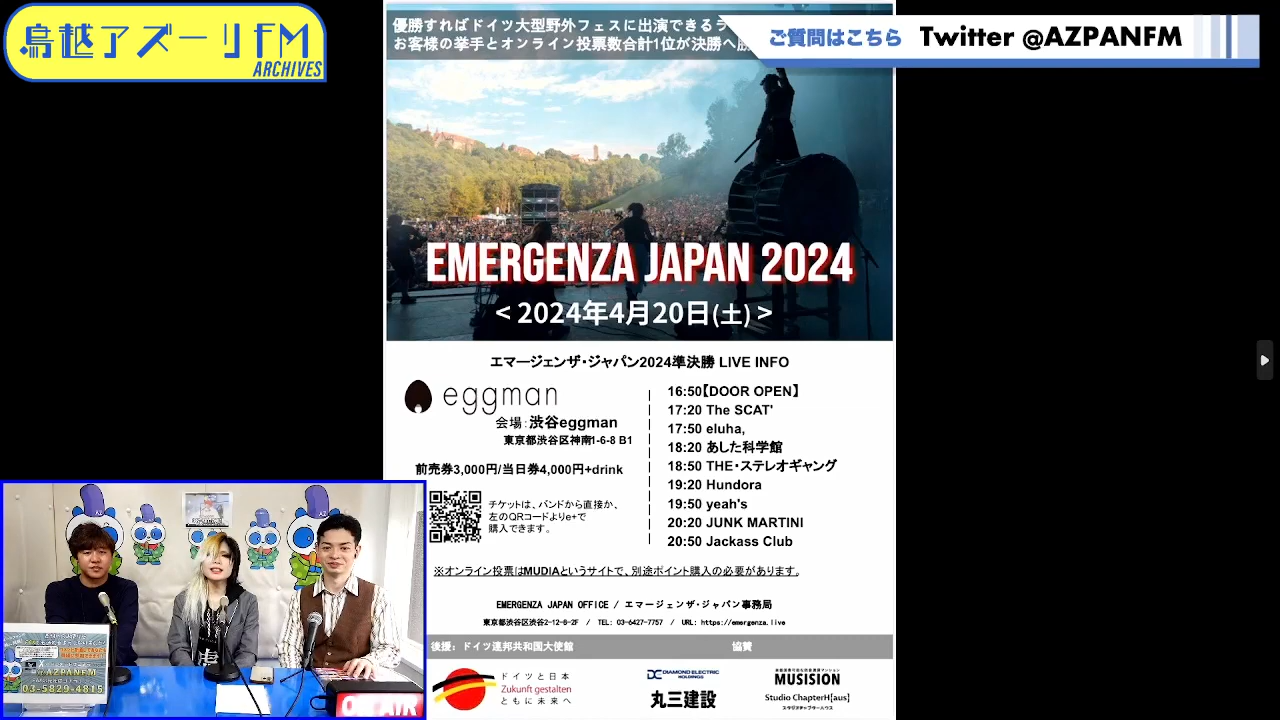 鳥越アズーリFM
ARCHIVES
優勝すればドイツ大型野外フェスに出演できる
お客様の挙手とオンライン投票数合計1位が決勝へ
ご質問はこちら Twitter @AZPANFM
EMERGENZA JAPAN 2024
< 2024年4月20日(土) >
エマージェンザ・ジャパン2024準決勝 LIVE INFO
eggman
会場：渋谷eggman
東京都渋谷区神南1-6-8 B1
前売券3,000円/当日券4,000円+drink
チケットは、バンドから直接か、
左のQRコードよりe+で
購入できます。
16:50【DOOR OPEN】
17:20 The SCAT'
17:50 eluha,
18:20 あした科学館
18:50 THE・ステレオギャング
19:20 Hundora
19:50 yeah's
20:20 JUNK MARTINI
20:50 Jackass Club
※オンライン投票はMUDIAというサイトで、別途ポイント購入の必要があります。
EMERGENZA JAPAN OFFICE / エマージェンザ・ジャパン事務局
東京都渋谷区渋谷2-12-8-2F / TEL: 03-6427-7757 / URL: https://emergenza.live
後援：ドイツ連邦共和国大使館
協賛
ドイツと日本
Zukunft gestalten
ともに未来へ
DIAMOND ELECTRIC
HOLDINGS
丸三建設
MUSISION
Studio ChapterH[aus]
スタジオチャプターハウス
@AZPANFM
03-5829-4815
ON AIR